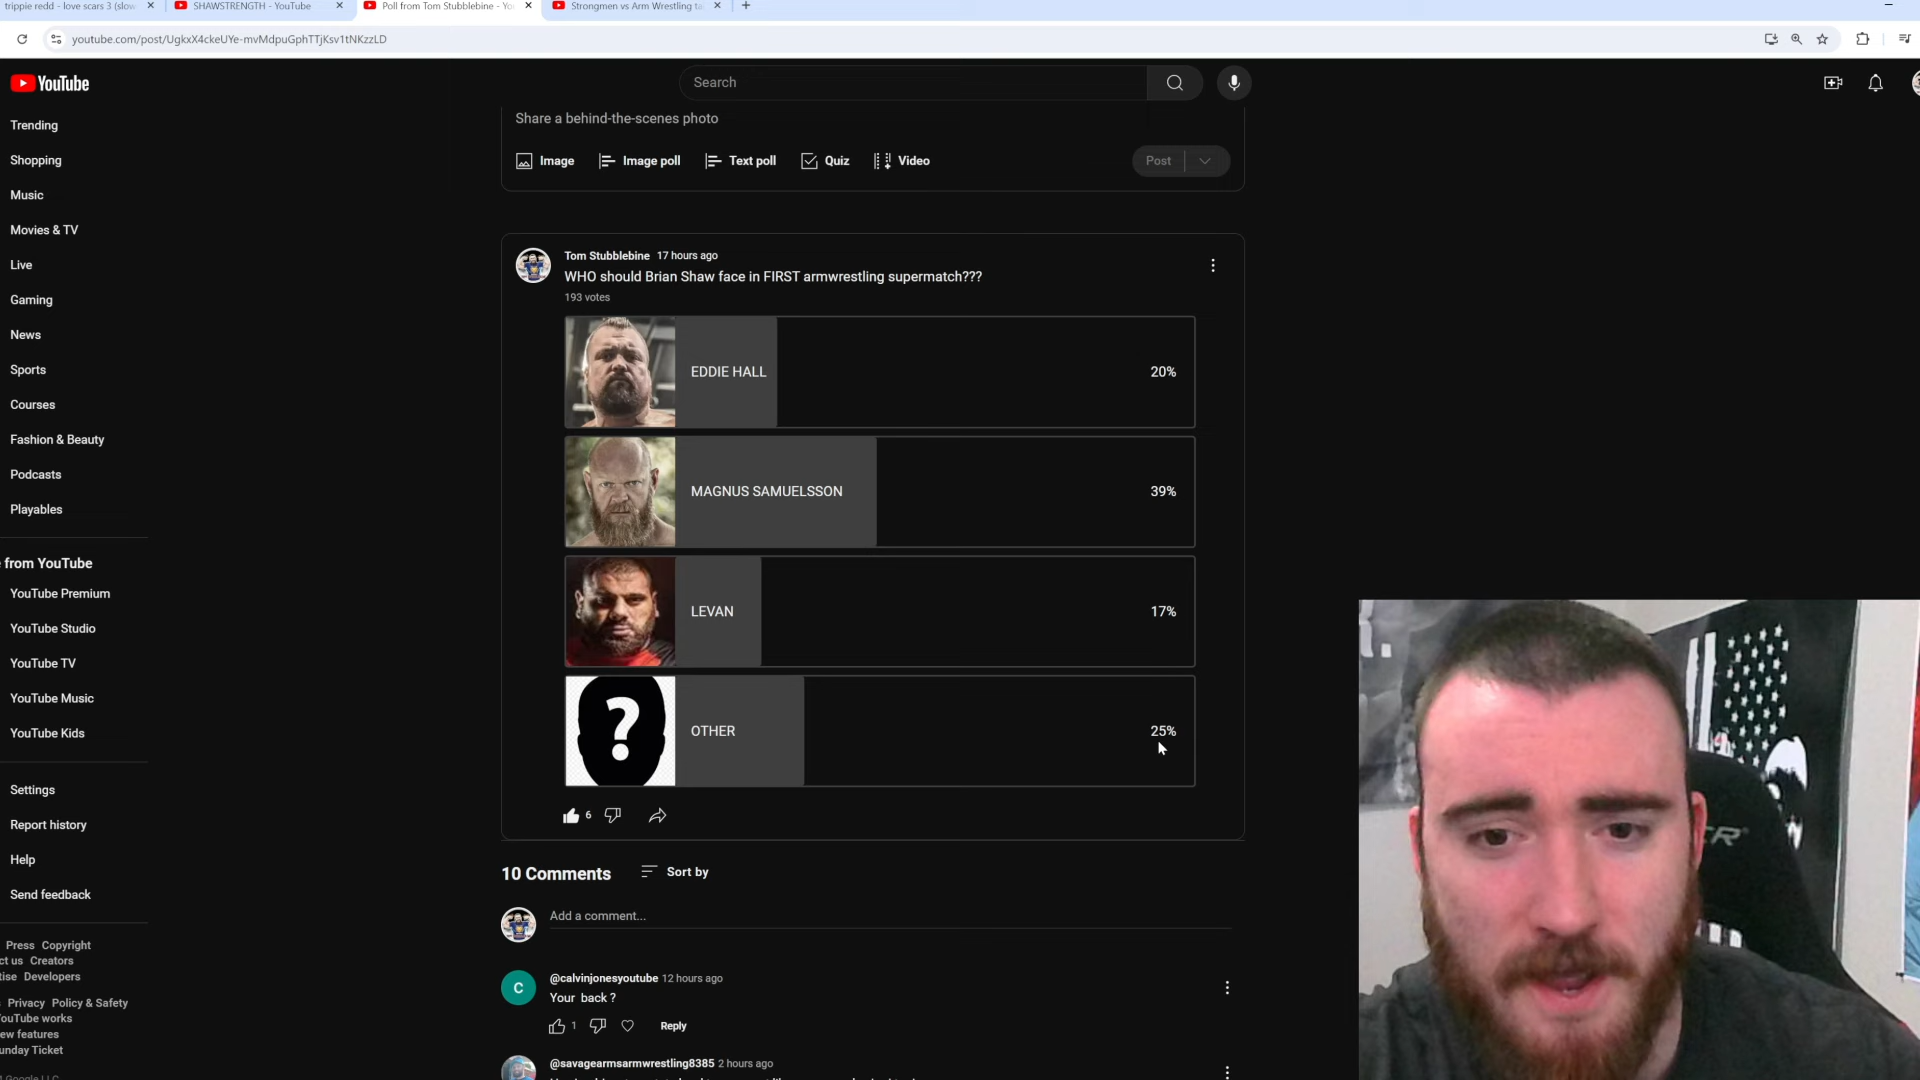 trippie redd - love scars 3 (slow
SHAWSTRENGTH - YouTube
Poll from Tom Stubblebine - Yo
Strongmen vs Arm Wrestling ta
youtube.com/post/UgkxX4ckeUYe-mvMdpuGphTTjKsv1tNKzzLD
YouTube
Search
Trending
Shopping
Music
Movies & TV
Live
Gaming
News
Sports
Courses
Fashion & Beauty
Podcasts
Playables
from YouTube
YouTube Premium
YouTube Studio
YouTube TV
YouTube Music
YouTube Kids
Settings
Report history
Help
Send feedback
Press Copyright
ct us Creators
tise Developers
Privacy Policy & Safety
YouTube works
ew features
unday Ticket
Share a behind-the-scenes photo
Image Image poll Text poll Quiz Video Post
Tom Stubblebine 17 hours ago
WHO should Brian Shaw face in FIRST armwrestling supermatch???
193 votes
EDDIE HALL 20%
MAGNUS SAMUELSSON 39%
LEVAN 17%
? OTHER 25%
6
10 Comments Sort by
Add a comment...
C
@calvinjonesyoutube 12 hours ago
Your back ?
1 Reply
@savagearmsarmwrestling8385 2 hours ago